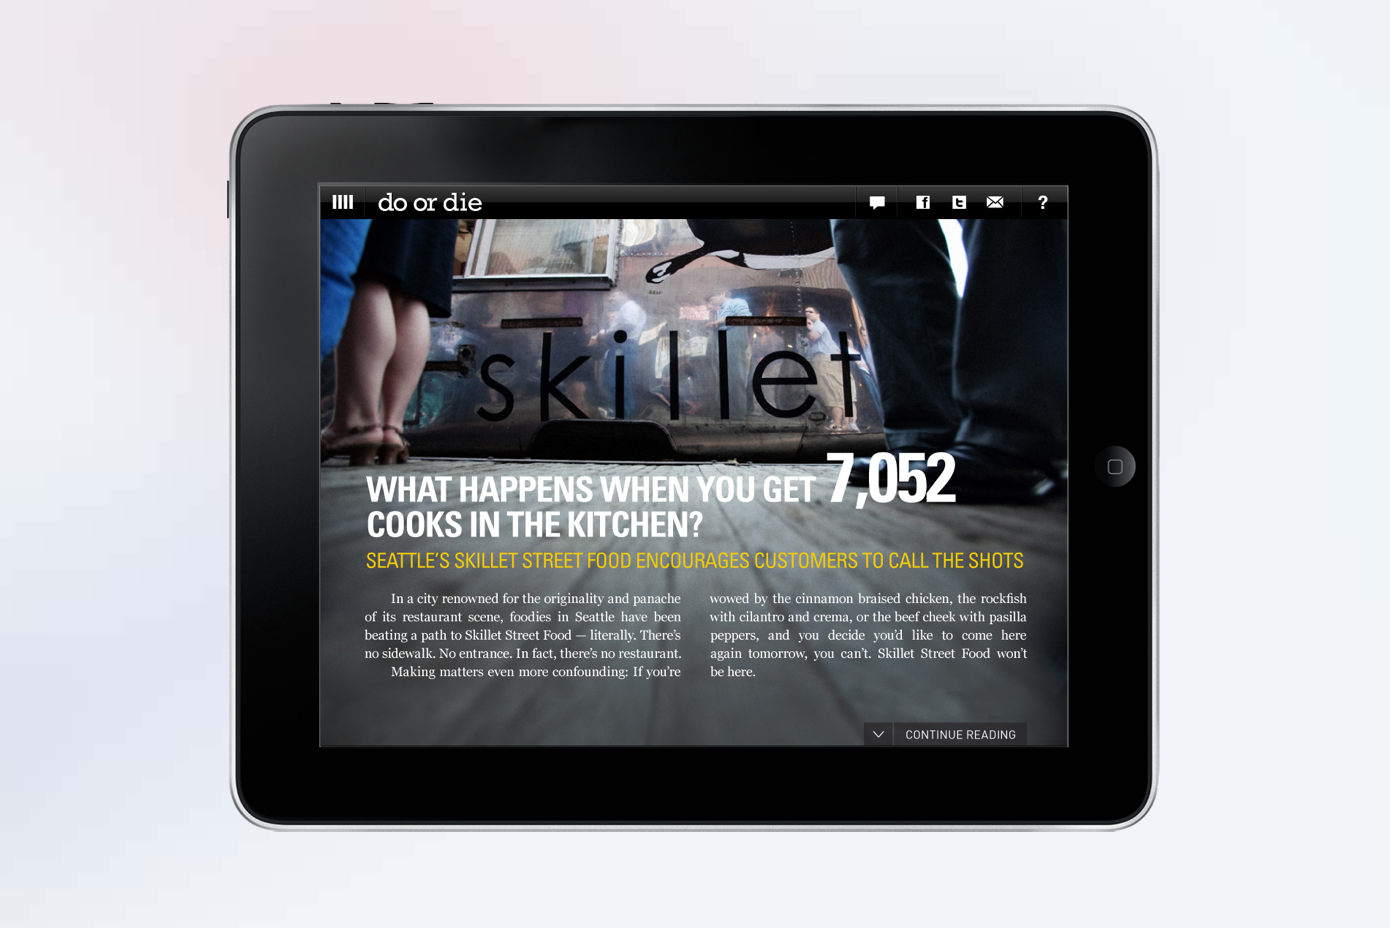 do or die
?
skillet
WHAT HAPPENS WHEN YOU GET 7,052
COOKS IN THE KITCHEN?
SEATTLE'S SKILLET STREET FOOD ENCOURAGES CUSTOMERS TO CALL THE SHOTS
In a city renowned for the originality and panache
of its restaurant scene, foodies in Seattle have been
beating a path to Skillet Street Food — literally. There's
no sidewalk. No entrance. In fact, there's no restaurant.
Making matters even more confounding: If you're
wowed by the cinnamon braised chicken, the rockfish
with cilantro and crema, or the beef cheek with pasilla
peppers, and you decide you'd like to come here
again tomorrow, you can't. Skillet Street Food won't
be here.
CONTINUE READING